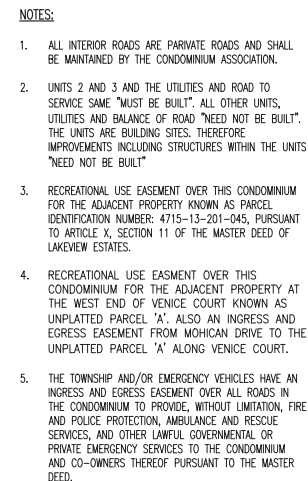 NOTES:
1. ALL INTERIOR ROADS ARE PARIVATE ROADS AND SHALL
BE MAINTAINED BY THE CONDOMINIUM ASSOCIATION.
2. UNITS 2 AND 3 AND THE UTILITIES AND ROAD TO
SERVICE SAME "MUST BE BUILT". ALL OTHER UNITS,
UTILITIES AND BALANCE OF ROAD "NEED NOT BE BUILT".
THE UNITS ARE BUILDING SITES. THEREFORE
IMPROVEMENTS INCLUDING STRUCTURES WITHIN THE UNITS
"NEED NOT BE BUILT"
3. RECREATIONAL USE EASEMENT OVER THIS CONDOMINIUM
FOR THE ADJACENT PROPERTY KNOWN AS PARCEL
IDENTIFICATION NUMBER: 4715-13-201-045, PURSUANT
TO ARTICLE X, SECTION 11 OF THE MASTER DEED OF
LAKEVIEW ESTATES.
4. RECREATIONAL USE EASMENT OVER THIS
CONDOMINIUM FOR THE ADJACENT PROPERTY AT
THE WEST END OF VENICE COURT KNOWN AS
UNPLATTED PARCEL 'A'. ALSO AN INGRESS AND
EGRESS EASEMENT FROM MOHICAN DRIVE TO THE
UNPLATTED PARCEL 'A' ALONG VENICE COURT.
5. THE TOWNSHIP AND/OR EMERGENCY VEHICLES HAVE AN
INGRESS AND EGRESS EASEMENT OVER ALL ROADS IN
THE CONDOMINIUM TO PROVIDE, WITHOUT LIMITATION, FIRE
AND POLICE PROTECTION, AMBULANCE AND RESCUE
SERVICES, AND OTHER LAWFUL GOVERNMENTAL OR
PRIVATE EMERGENCY SERVICES TO THE CONDOMINIUM
AND CO-OWNERS THEREOF PURSUANT TO THE MASTER
DEED.